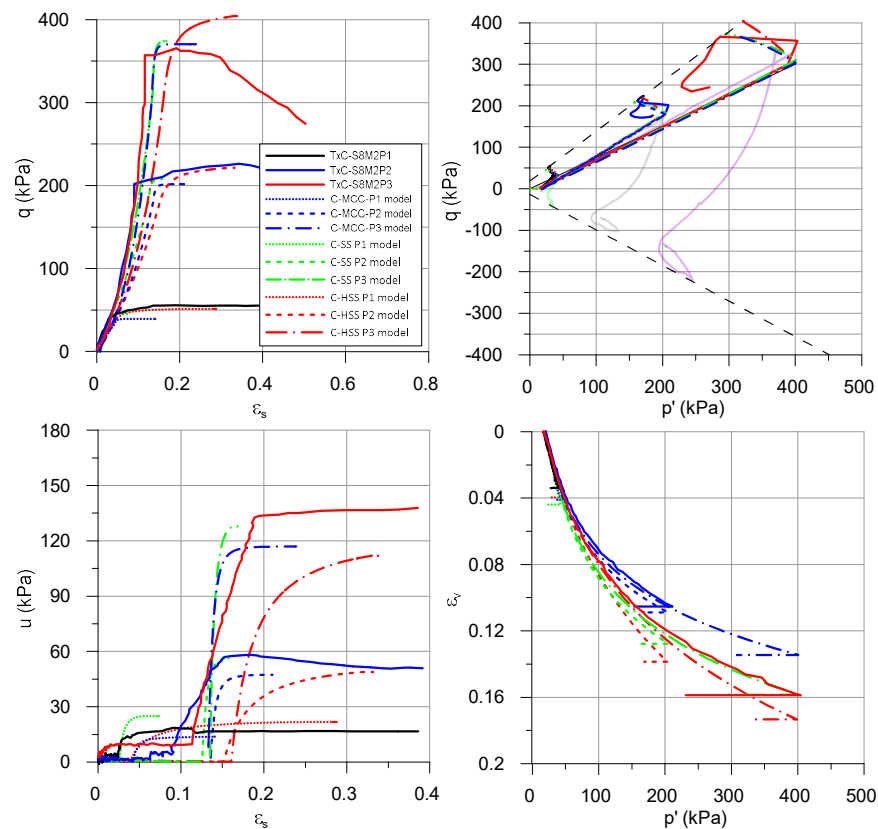 400
300
200
100
0
q (kPa)
0
0.2
0.4
0.6
0.8
εs
TxC-S8M2P1
TxC-S8M2P2
TxC-S8M2P3
C-MCC-P1 model
C-MCC-P2 model
C-MCC-P3 model
C-SS P1 model
C-SS P2 model
C-SS P3 model
C-HSS P1 model
C-HSS P2 model
C-HSS P3 model
400
300
200
100
0
-100
-200
-300
-400
q (kPa)
0
100
200
300
400
500
p' (kPa)
180
150
120
90
60
30
0
u (kPa)
0
0.1
0.2
0.3
0.4
εs
0
0.04
0.08
0.12
0.16
0.2
εv
0
100
200
300
400
500
p' (kPa)